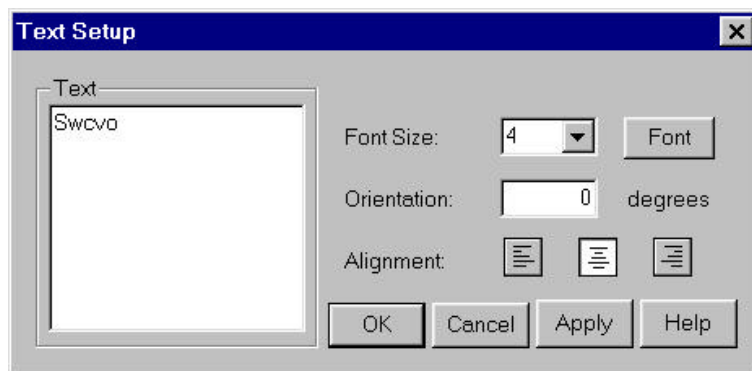 Text Setup
Text
Swcvo
Font Size: 4 Font
Orientation: 0 degrees
Alignment:
OK Cancel Apply Help